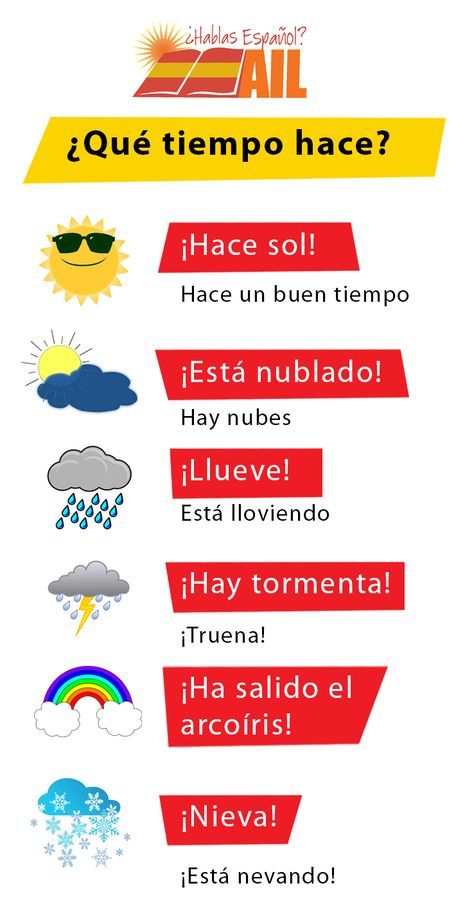 ¿Hablas Español?
AIL
¿Qué tiempo hace?
¡Hace sol!
Hace un buen tiempo
¡Está nublado!
Hay nubes
¡Llueve!
Está lloviendo
¡Hay tormenta!
¡Truena!
¡Ha salido el
arcoíris!
¡Nieva!
¡Está nevando!